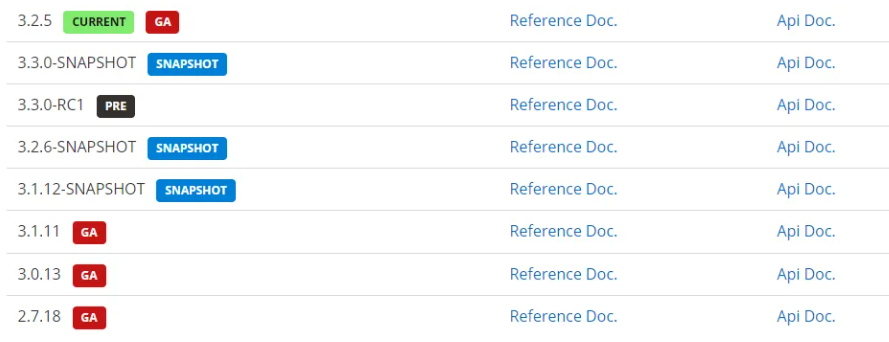 3.2.5 CURRENT GA Reference Doc. Api Doc.
3.3.0-SNAPSHOT SNAPSHOT Reference Doc. Api Doc.
3.3.0-RC1 PRE Reference Doc. Api Doc.
3.2.6-SNAPSHOT SNAPSHOT Reference Doc. Api Doc.
3.1.12-SNAPSHOT SNAPSHOT Reference Doc. Api Doc.
3.1.11 GA Reference Doc. Api Doc.
3.0.13 GA Reference Doc. Api Doc.
2.7.18 GA Reference Doc. Api Doc.